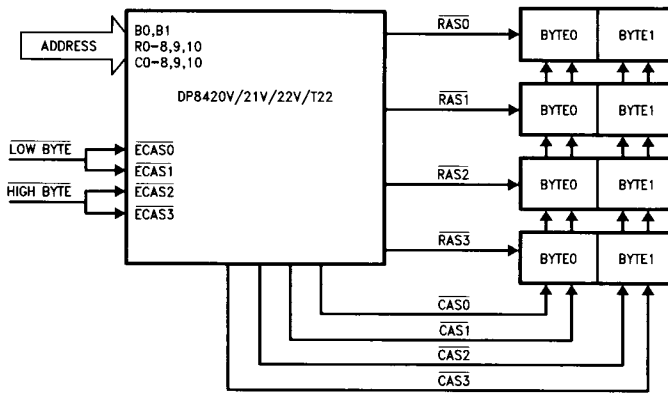 ADDRESS
B0,B1
R0-8,9,10
C0-8,9,10
DP8420V/21V/22V/T22
LOW BYTE
HIGH BYTE
ECAS0
ECAS1
ECAS2
ECAS3
RAS0
RAS1
RAS2
RAS3
BYTE0 BYTE1
BYTE0 BYTE1
BYTE0 BYTE1
BYTE0 BYTE1
CAS0
CAS1
CAS2
CAS3